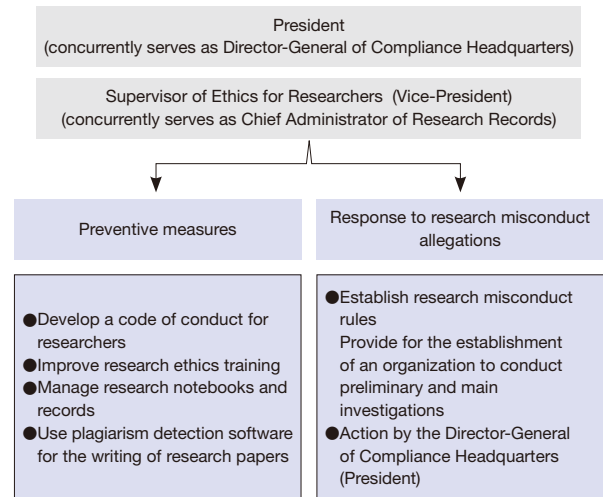 President
(concurrently serves as Director-General of Compliance Headquarters)
Supervisor of Ethics for Researchers (Vice-President)
(concurrently serves as Chief Administrator of Research Records)
Preventive measures
Response to research misconduct
allegations
●Develop a code of conduct for
researchers
●Improve research ethics training
●Manage research notebooks and
records
●Use plagiarism detection software
for the writing of research papers
●Establish research misconduct
rules
Provide for the establishment
of an organization to conduct
preliminary and main
investigations
●Action by the Director-General
of Compliance Headquarters
(President)